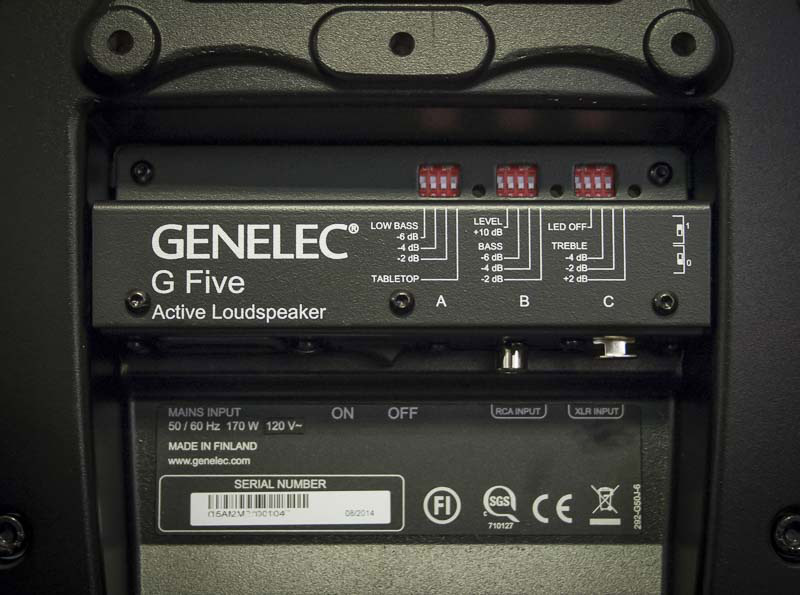 GENELEC®
G Five
Active Loudspeaker
LOW BASS
-6 dB
-4 dB
-2 dB
TABLETOP
A
LEVEL
+10 dB
BASS
-6 dB
-4 dB
-2 dB
B
LED OFF
TREBLE
-4 dB
-2 dB
+2 dB
C
1
0
MAINS INPUT
50 / 60 Hz 170 W 120 V~
ON OFF
RCA INPUT XLR INPUT
MADE IN FINLAND
www.genelec.com
SERIAL NUMBER
08/2014
FI
SGS
c
710127
CE
292-G50J-6